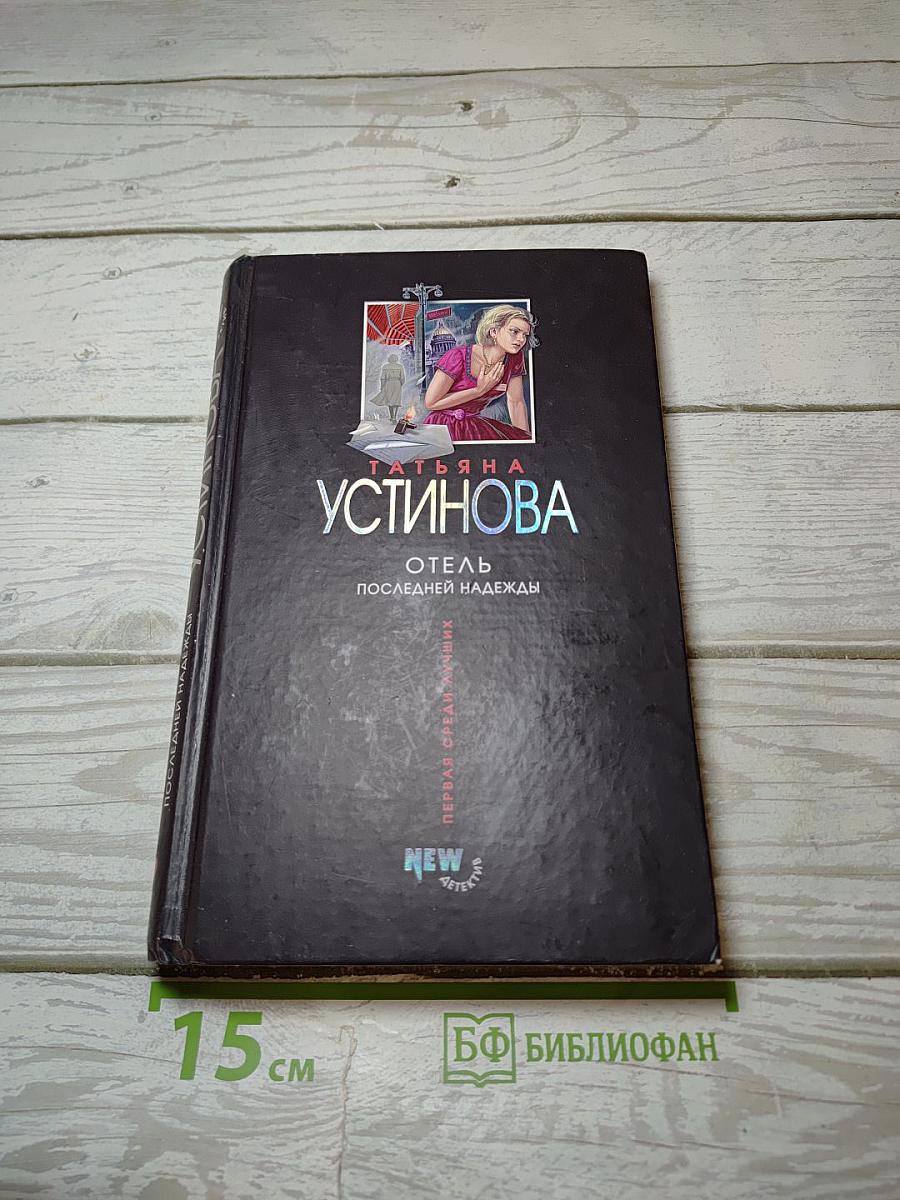 ТАТЬЯНА
УСТИНОВА
ОТЕЛЬ
ПОСЛЕДНЕЙ НАДЕЖДЫ
ПЕРВАЯ СРЕДИ ЛУЧШИХ
NEW
ДЕТЕКТИВ
ПОСЛЕДНЕЙ НАДЕЖДЫ
15 см
БФ БИБЛИОФАН